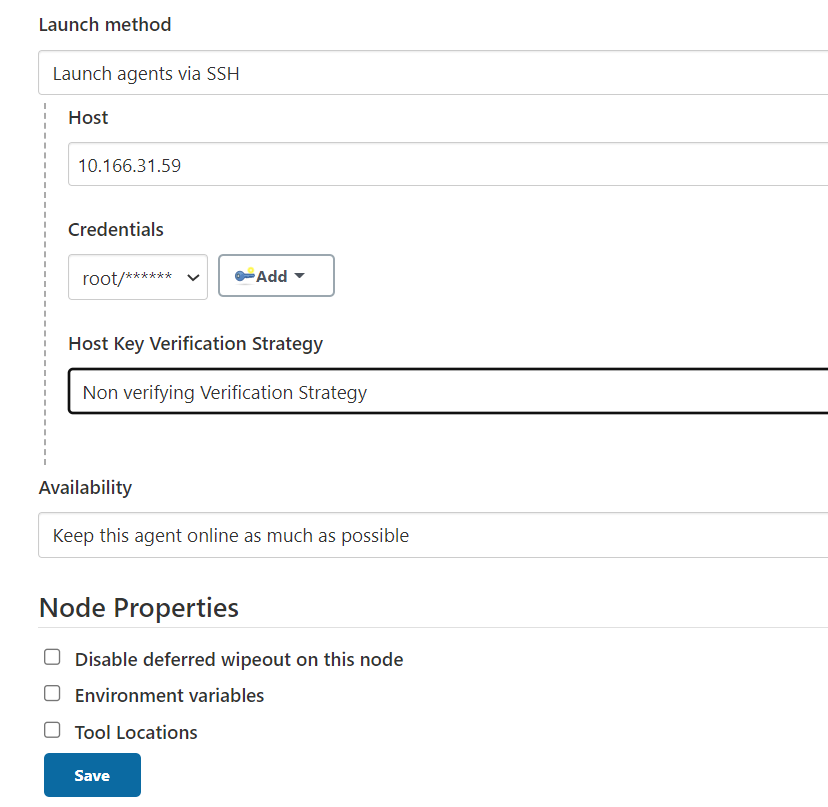 Launch method
Launch agents via SSH
Host
10.166.31.59
Credentials
root/******
Add
Host Key Verification Strategy
Non verifying Verification Strategy
Availability
Keep this agent online as much as possible
Node Properties
Disable deferred wipeout on this node
Environment variables
Tool Locations
Save